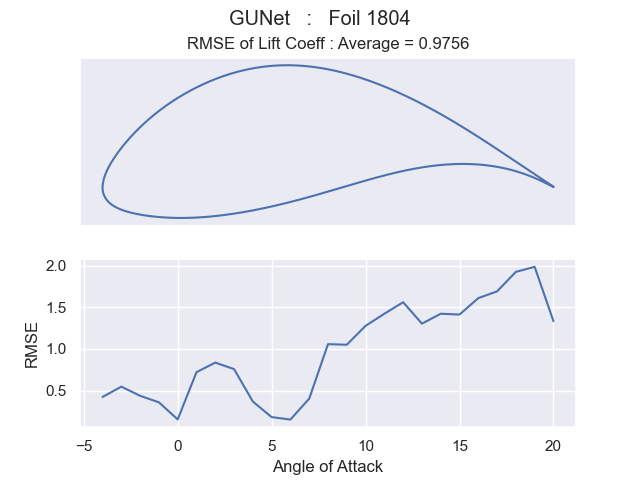 GUNet   :   Foil 1804
RMSE of Lift Coeff : Average = 0.9756
2.0
1.5
1.0
0.5
RMSE
−5 0 5 10 15 20
Angle of Attack